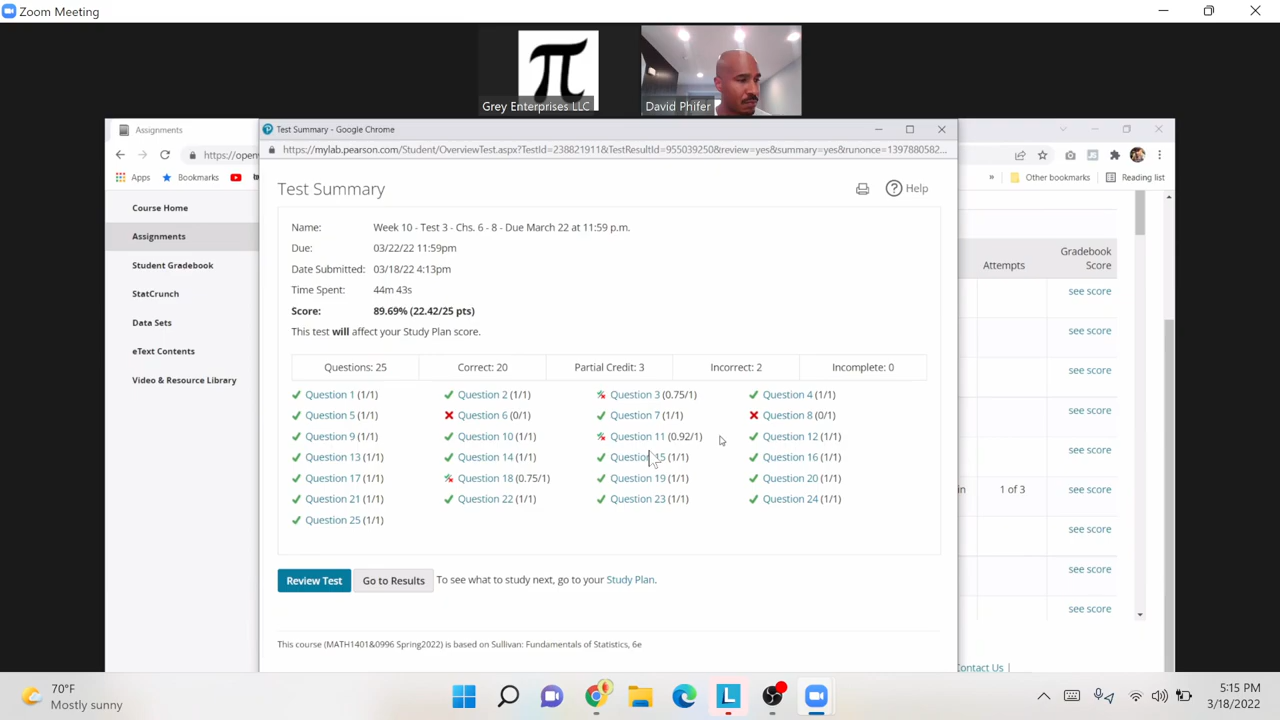 Zoom Meeting
π
Grey Enterprises LLC
David Phifer
Assignments
Test Summary - Google Chrome
https://open
https://mylab.pearson.com/Student/OverviewTest.aspx?TestId=238821911&TestResultId=955039250&review=yes&summary=yes&runonce=1397880582...
Apps
Bookmarks
»
Other bookmarks
Reading list
Course Home
Assignments
Student Gradebook
StatCrunch
Data Sets
eText Contents
Video & Resource Library
Test Summary
Help
Name: Week 10 - Test 3 - Chs. 6 - 8 - Due March 22 at 11:59 p.m.
Due: 03/22/22 11:59pm
Date Submitted: 03/18/22 4:13pm
Time Spent: 44m 43s
Score: 89.69% (22.42/25 pts)
This test will affect your Study Plan score.
Questions: 25 Correct: 20 Partial Credit: 3 Incorrect: 2 Incomplete: 0
Question 1 (1/1) Question 2 (1/1) Question 3 (0.75/1) Question 4 (1/1)
Question 5 (1/1) Question 6 (0/1) Question 7 (1/1) Question 8 (0/1)
Question 9 (1/1) Question 10 (1/1) Question 11 (0.92/1) Question 12 (1/1)
Question 13 (1/1) Question 14 (1/1) Question 15 (1/1) Question 16 (1/1)
Question 17 (1/1) Question 18 (0.75/1) Question 19 (1/1) Question 20 (1/1)
Question 21 (1/1) Question 22 (1/1) Question 23 (1/1) Question 24 (1/1)
Question 25 (1/1)
Review Test
Go to Results
To see what to study next, go to your Study Plan.
This course (MATH1401&0996 Spring2022) is based on Sullivan: Fundamentals of Statistics, 6e
Attempts
Gradebook
Score
see score
see score
see score
see score
see score
in 1 of 3 see score
see score
see score
see score
Contact Us |
70°F
Mostly sunny
L
5:15 PM
3/18/2022